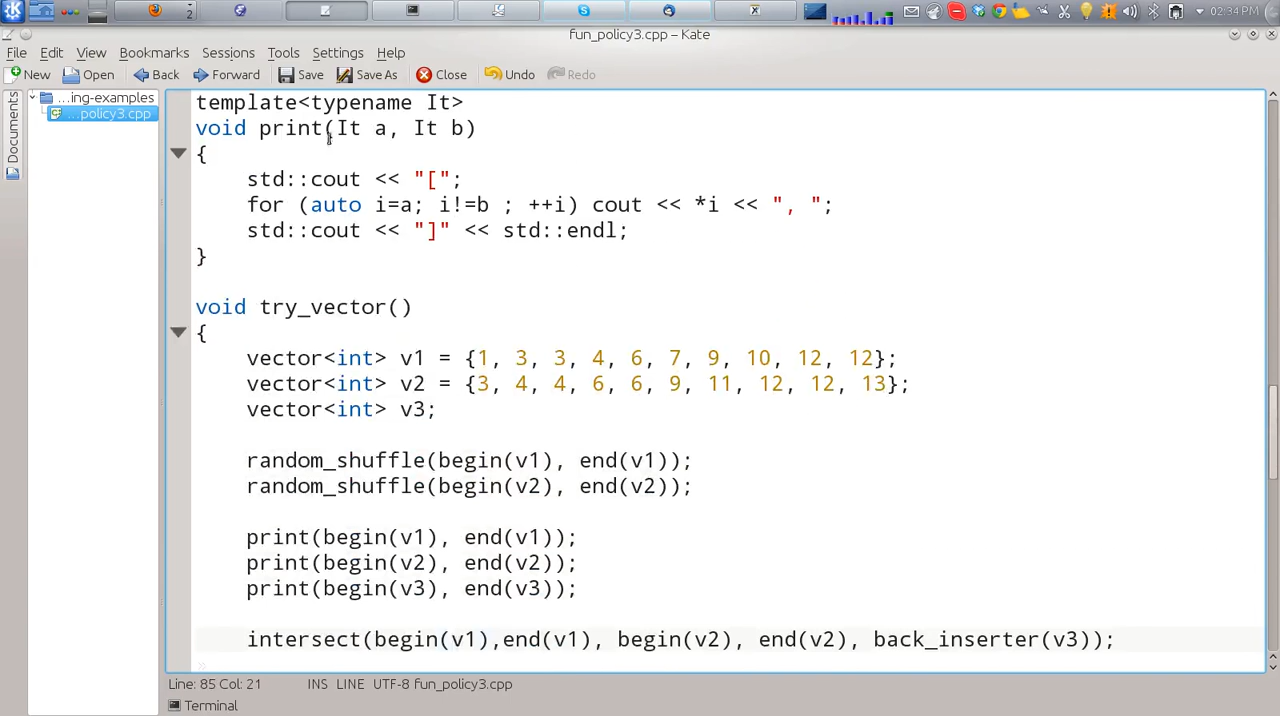 2
02:34 PM
fun_policy3.cpp – Kate
File Edit View Bookmarks Sessions Tools Settings Help
New Open Back Forward Save Save As Close Undo Redo
Documents
...ing-examples
...policy3.cpp
template<typename It>
void print(It a, It b)
{
std::cout << "[";
for (auto i=a; i!=b ; ++i) cout << *i << ", ";
std::cout << "]" << std::endl;
}
void try_vector()
{
vector<int> v1 = {1, 3, 3, 4, 6, 7, 9, 10, 12, 12};
vector<int> v2 = {3, 4, 4, 6, 6, 9, 11, 12, 12, 13};
vector<int> v3;
random_shuffle(begin(v1), end(v1));
random_shuffle(begin(v2), end(v2));
print(begin(v1), end(v1));
print(begin(v2), end(v2));
print(begin(v3), end(v3));
intersect(begin(v1),end(v1), begin(v2), end(v2), back_inserter(v3));
Line: 85 Col: 21 INS LINE UTF-8 fun_policy3.cpp
Terminal